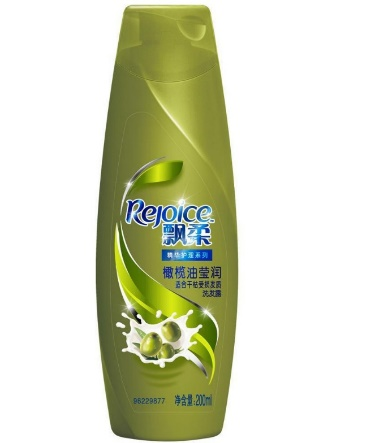 Rejoice
飘柔
精华护理系列
橄榄油莹润
适合干枯受损发质
洗发露
96229877 净含量:200ml